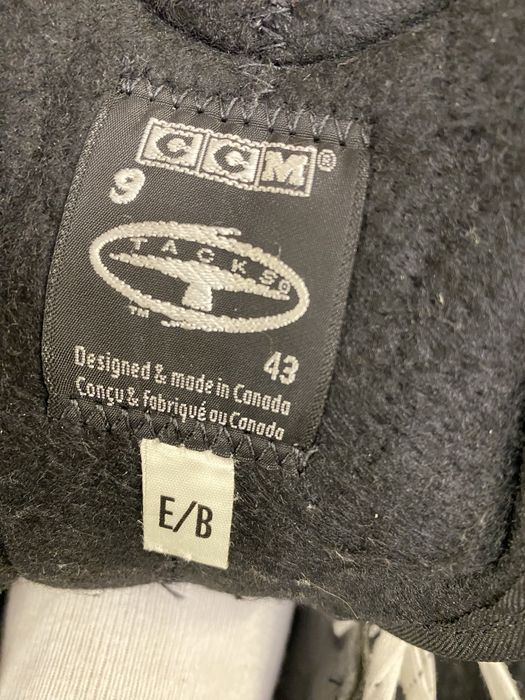 CCM®
9
TACKS®
TM
43
Designed & made in Canada
Conçu & fabriqué au Canada
E/B